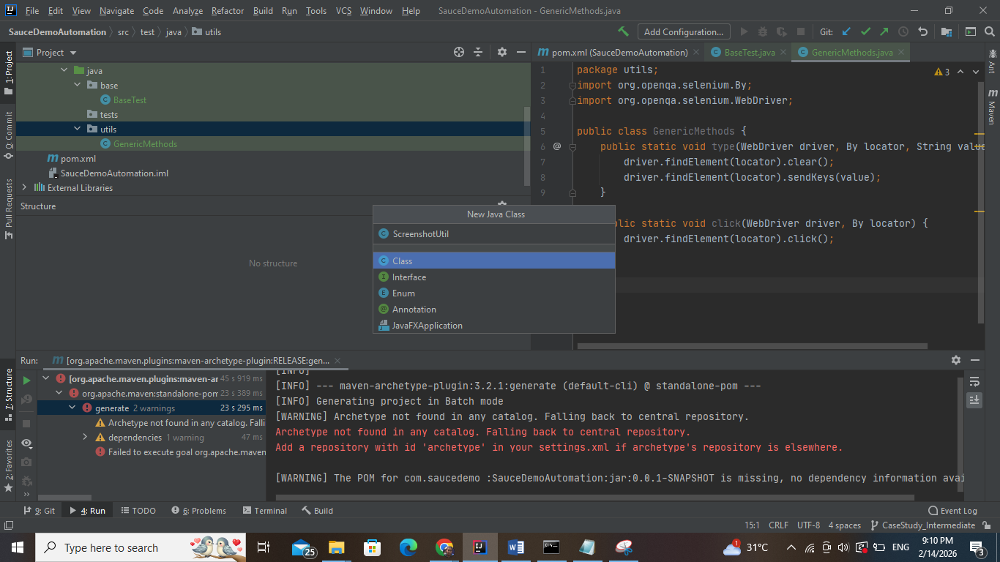 File Edit View Navigate Code Analyze Refactor Build Run Tools VCS Window Help SauceDemoAutomation - GenericMethods.java
SauceDemoAutomation src test java utils Add Configuration... Git:
1: Project
0: Commit
Pull Requests
7: Structure
2: Favorites
Project
java
base
BaseTest
tests
utils
GenericMethods
pom.xml
SauceDemoAutomation.iml
External Libraries
Structure
No structure
pom.xml (SauceDemoAutomation) BaseTest.java GenericMethods.java
3
1 package utils;
2 import org.openqa.selenium.By;
3 import org.openqa.selenium.WebDriver;
4
5 public class GenericMethods {
6 @ public static void type(WebDriver driver, By locator, String value
7 driver.findElement(locator).clear();
8 driver.findElement(locator).sendKeys(value);
9 }
blic static void click(WebDriver driver, By locator) {
driver.findElement(locator).click();
Ant
Maven
New Java Class
ScreenshotUtil
Class
Interface
Enum
Annotation
JavaFXApplication
Run: [org.apache.maven.plugins:maven-archetype-plugin:RELEASE:gen...
[org.apache.maven.plugins:maven-ar 45 s 919 ms
org.apache.maven:standalone-pom 23 s 389 ms
generate 2 warnings 23 s 295 ms
Archetype not found in any catalog. Falli
dependencies 1 warning 47 ms
Failed to execute goal org.apache.maven
[INFO]
[INFO] --- maven-archetype-plugin:3.2.1:generate (default-cli) @ standalone-pom ---
[INFO] Generating project in Batch mode
[WARNING] Archetype not found in any catalog. Falling back to central repository.
Archetype not found in any catalog. Falling back to central repository.
Add a repository with id 'archetype' in your settings.xml if archetype's repository is elsewhere.
[WARNING] The POM for com.saucedemo :SauceDemoAutomation:jar:0.0.1-SNAPSHOT is missing, no dependency information avai
9: Git 4: Run TODO 6: Problems Terminal Build Event Log
15:1 CRLF UTF-8 4 spaces CaseStudy_Intermediate
Type here to search 25 31°C ENG 9:10 PM
2/14/2026
3